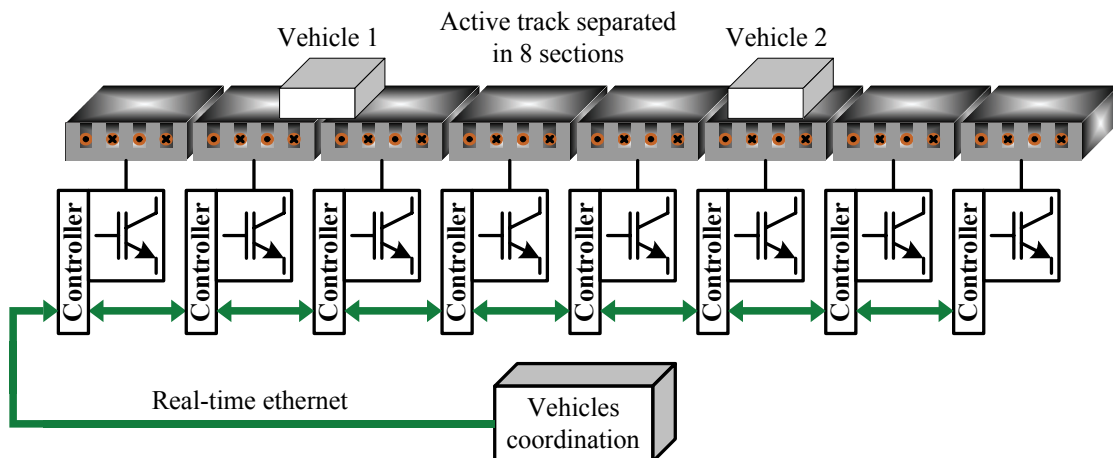 Vehicle 1
Active track separated
in 8 sections
Vehicle 2
Controller
Controller
Controller
Controller
Controller
Controller
Controller
Controller
Real-time ethernet
Vehicles
coordination